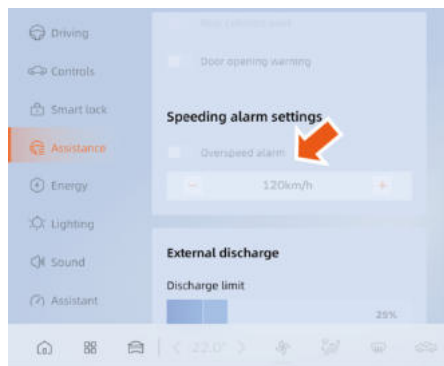 Driving
Controls
Smart lock
Assistance
Energy
Lighting
Sound
Assistant
Door opening warning
Speeding alarm settings
Overspeed alarm
− 120km/h +
External discharge
Discharge limit
25%
< 22.0° >